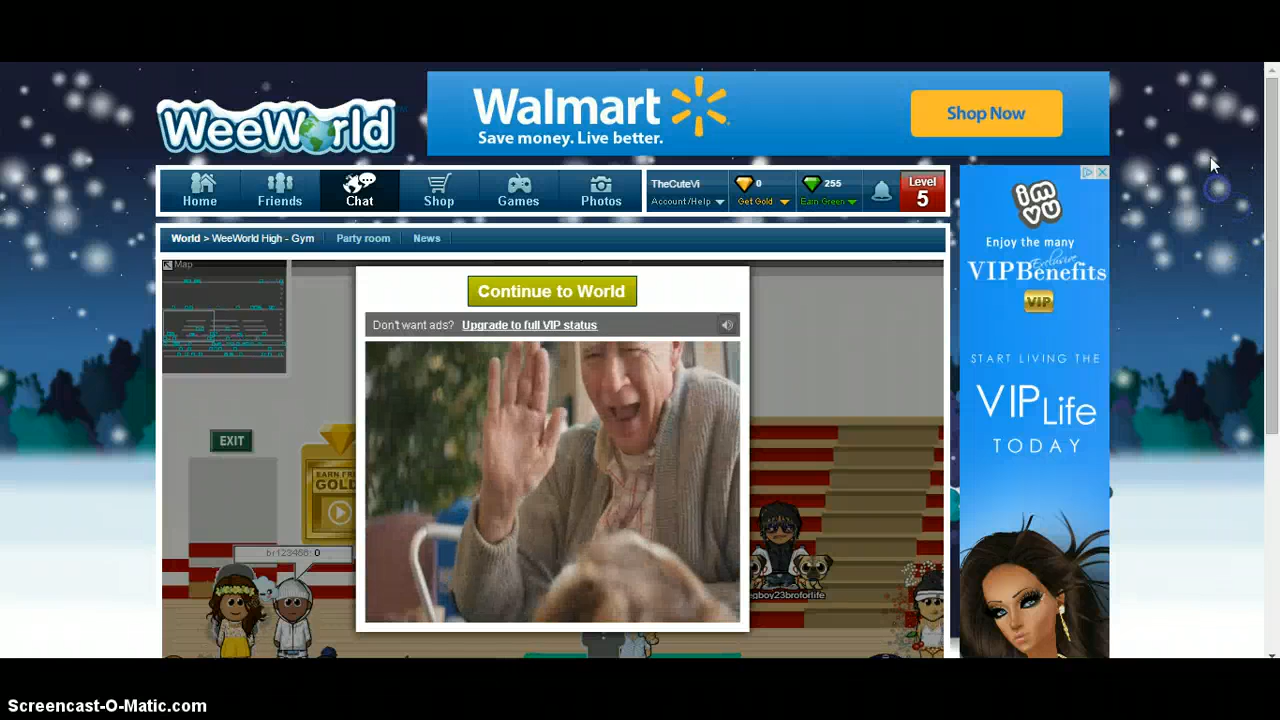 Walmart
Save money. Live better.
Shop Now
WeeWorld
Home
Friends
Chat
Shop
Games
Photos
TheCuteVi
Account/Help
0
Get Gold
255
Earn Green
Level
5
World > WeeWorld High - Gym
Party room
News
Map
Continue to World
Don't want ads? Upgrade to full VIP status
EXIT
EARN FREE
GOLD
br123456: 0
gboy23broforlife
imvu
Enjoy the many
Exclusive
VIP Benefits
VIP
START LIVING THE
VIP Life
TODAY
Screencast-O-Matic.com